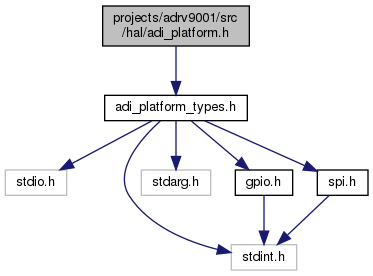 projects/adrv9001/src
/hal/adi_platform.h
adi_platform_types.h
stdio.h
stdarg.h
gpio.h
spi.h
stdint.h